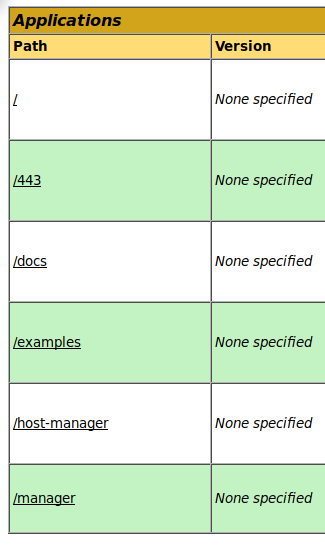 Applications
Path Version
/ None specified
/443 None specified
/docs None specified
/examples None specified
/host-manager None specified
/manager None specified